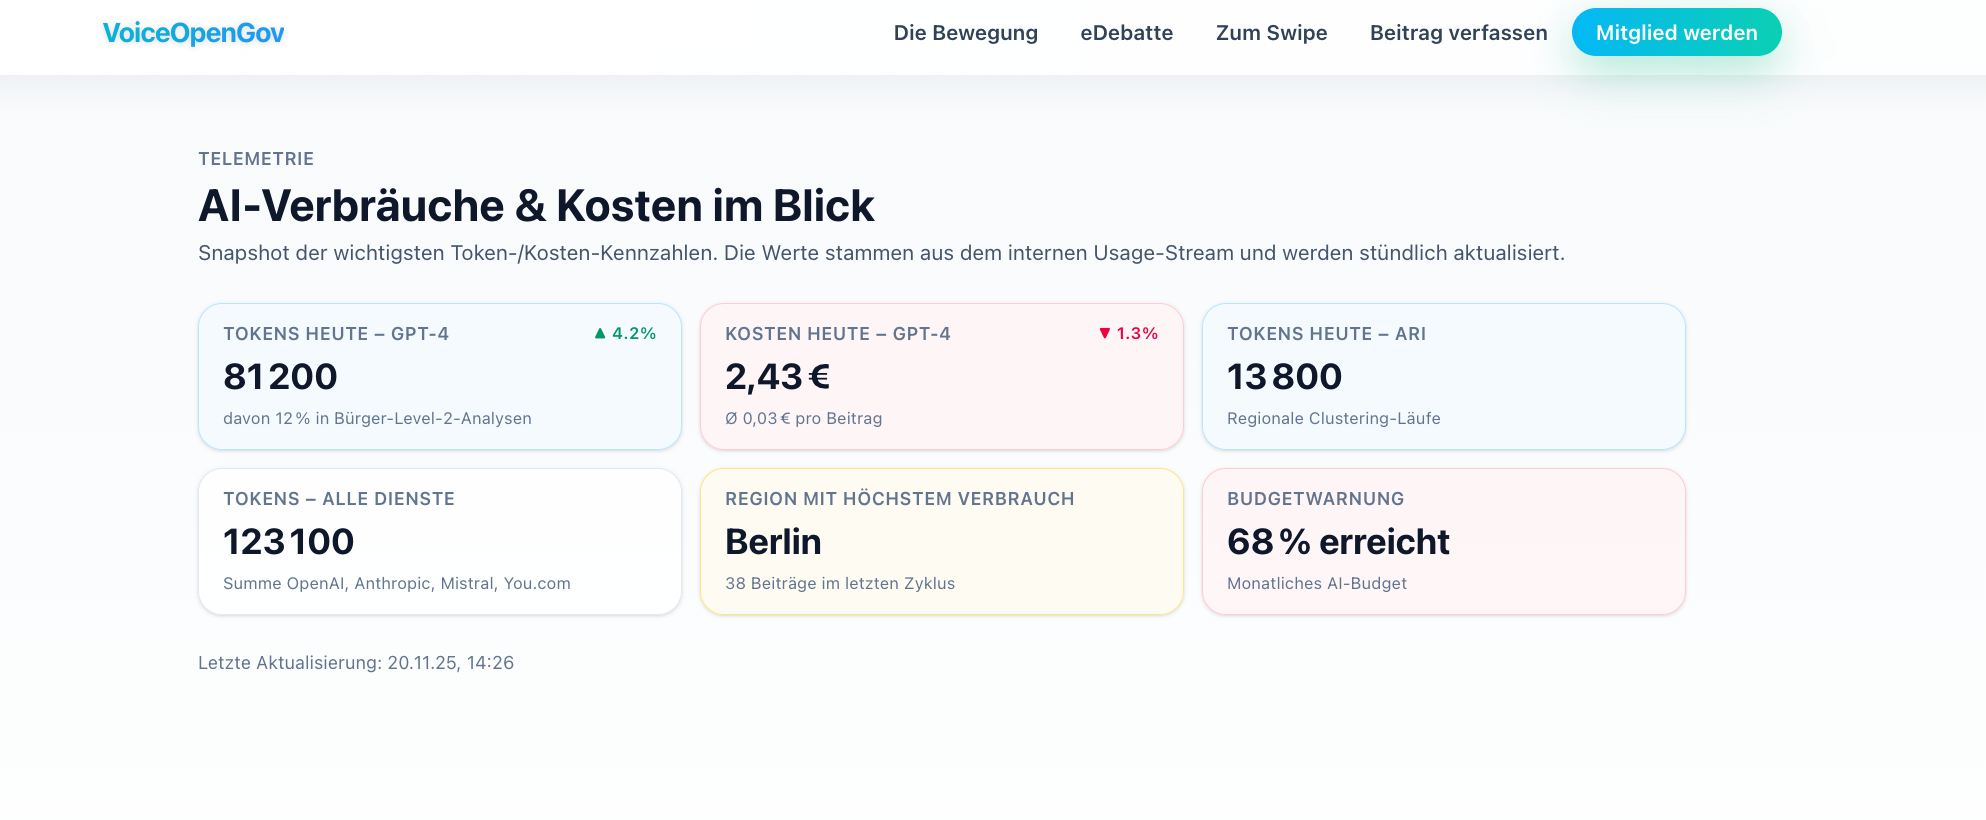 VoiceOpenGov
Die Bewegung
eDebatte
Zum Swipe
Beitrag verfassen
Mitglied werden
TELEMETRIE
AI-Verbräuche & Kosten im Blick
Snapshot der wichtigsten Token-/Kosten-Kennzahlen. Die Werte stammen aus dem internen Usage-Stream und werden stündlich aktualisiert.
TOKENS HEUTE – GPT-4
▲ 4.2%
81 200
davon 12 % in Bürger-Level-2-Analysen
KOSTEN HEUTE – GPT-4
▼ 1.3%
2,43 €
Ø 0,03 € pro Beitrag
TOKENS HEUTE – ARI
13 800
Regionale Clustering-Läufe
TOKENS – ALLE DIENSTE
123 100
Summe OpenAI, Anthropic, Mistral, You.com
REGION MIT HÖCHSTEM VERBRAUCH
Berlin
38 Beiträge im letzten Zyklus
BUDGETWARNUNG
68 % erreicht
Monatliches AI-Budget
Letzte Aktualisierung: 20.11.25, 14:26